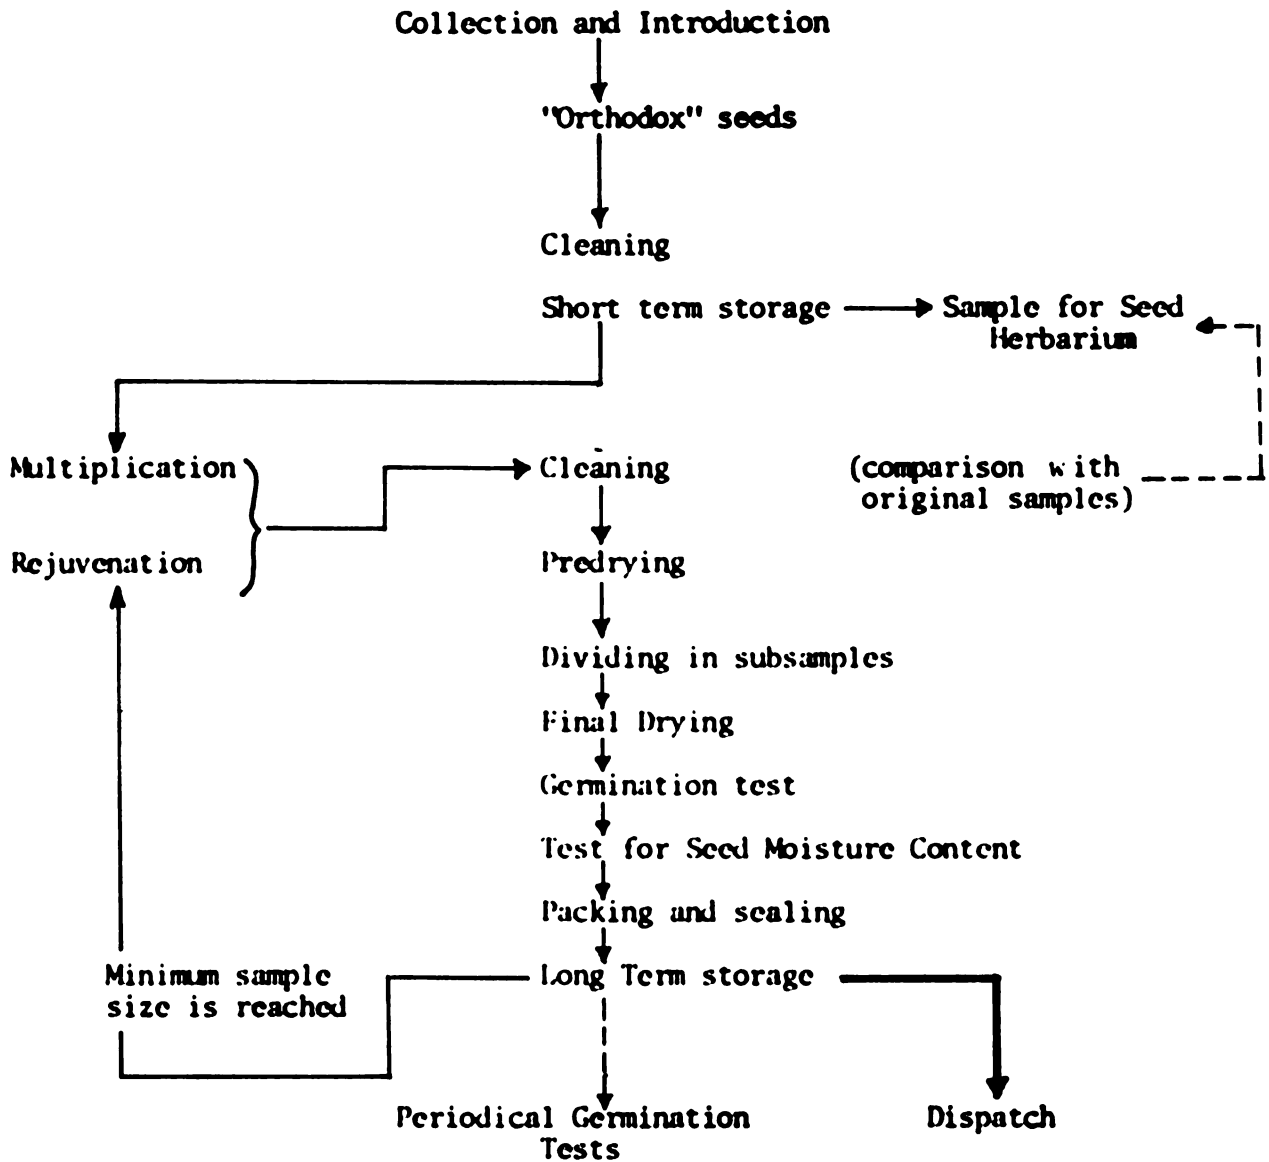 Collection and Introduction
"Orthodox" seeds
Cleaning
Short term storage
Sample for Seed
Herbarium
Multiplication
Cleaning
(comparison with
original samples)
Rejuvenation
Predrying
Dividing in subsamples
Final Drying
Germination test
Test for Seed Moisture Content
Packing and sealing
Minimum sample
size is reached
Long Term storage
Periodical Germination
Tests
Dispatch